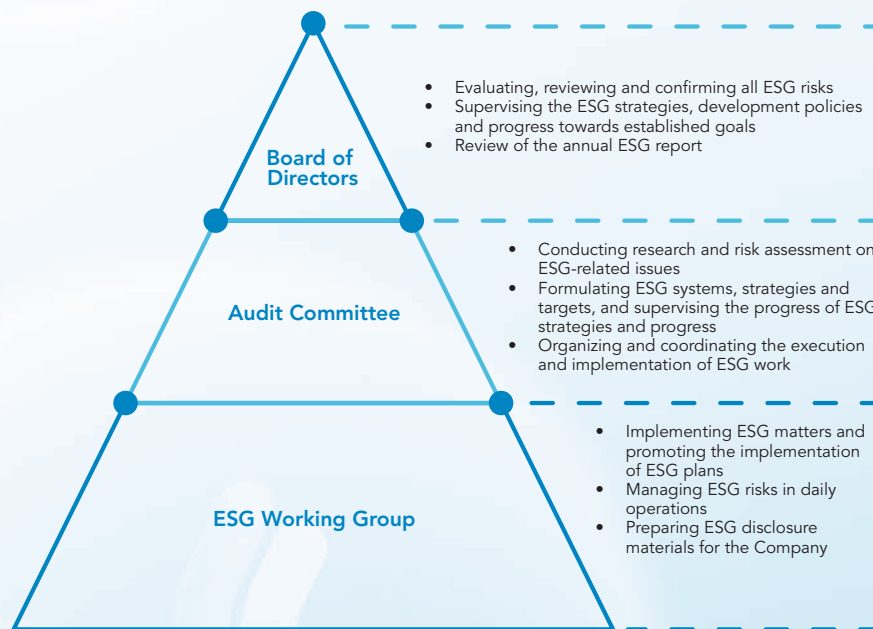 • Evaluating, reviewing and confirming all ESG risks
• Supervising the ESG strategies, development policies
and progress towards established goals
• Review of the annual ESG report
Board of
Directors
• Conducting research and risk assessment on
ESG-related issues
• Formulating ESG systems, strategies and
targets, and supervising the progress of ESG
strategies and progress
• Organizing and coordinating the execution
and implementation of ESG work
Audit Committee
• Implementing ESG matters and
promoting the implementation
of ESG plans
• Managing ESG risks in daily
operations
• Preparing ESG disclosure
materials for the Company
ESG Working Group